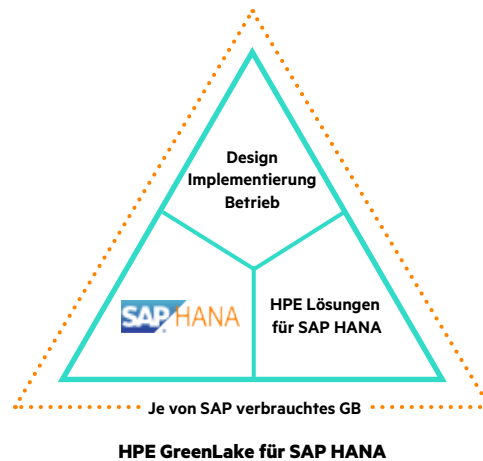 Design
Implementierung
Betrieb
SAP HANA
HPE Lösungen
für SAP HANA
Je von SAP verbrauchtes GB
HPE GreenLake für SAP HANA